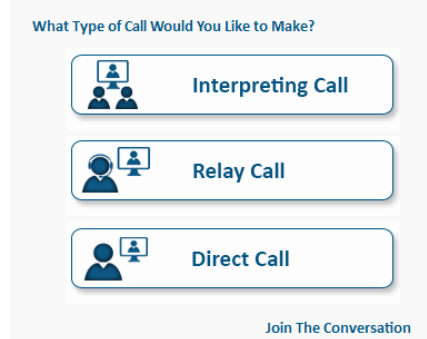 What Type of Call Would You Like to Make?
Interpreting Call
Relay Call
Direct Call
Join The Conversation